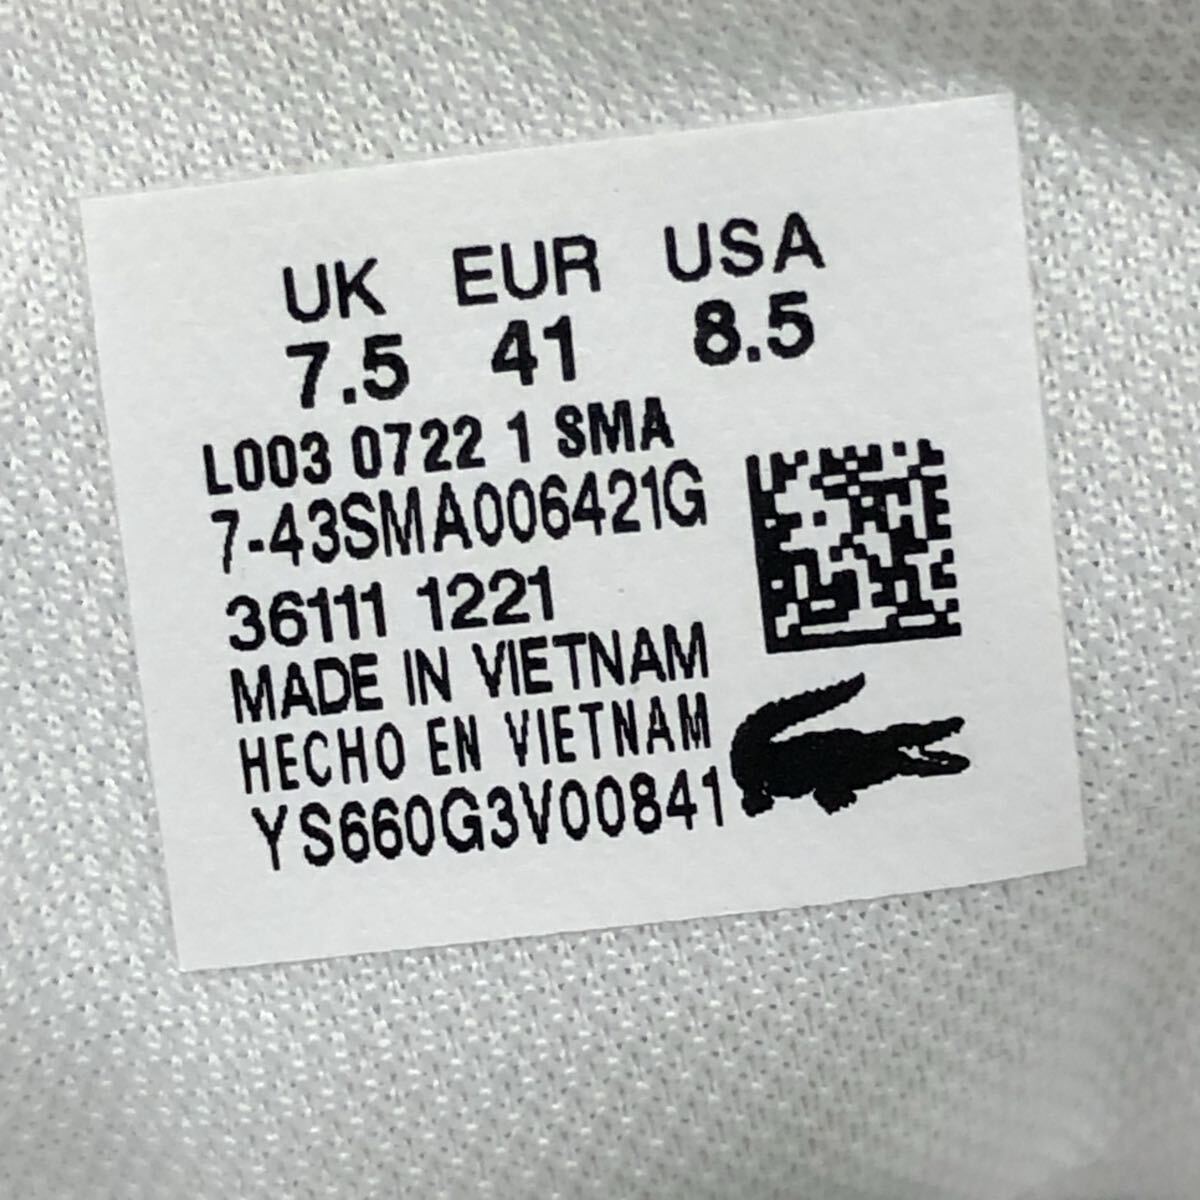 UK EUR USA
7.5 41 8.5
L003 0722 1 SMA
7-43SMA006421G
36111 1221
MADE IN VIETNAM
HECHO EN VIETNAM
YS660G3V00841